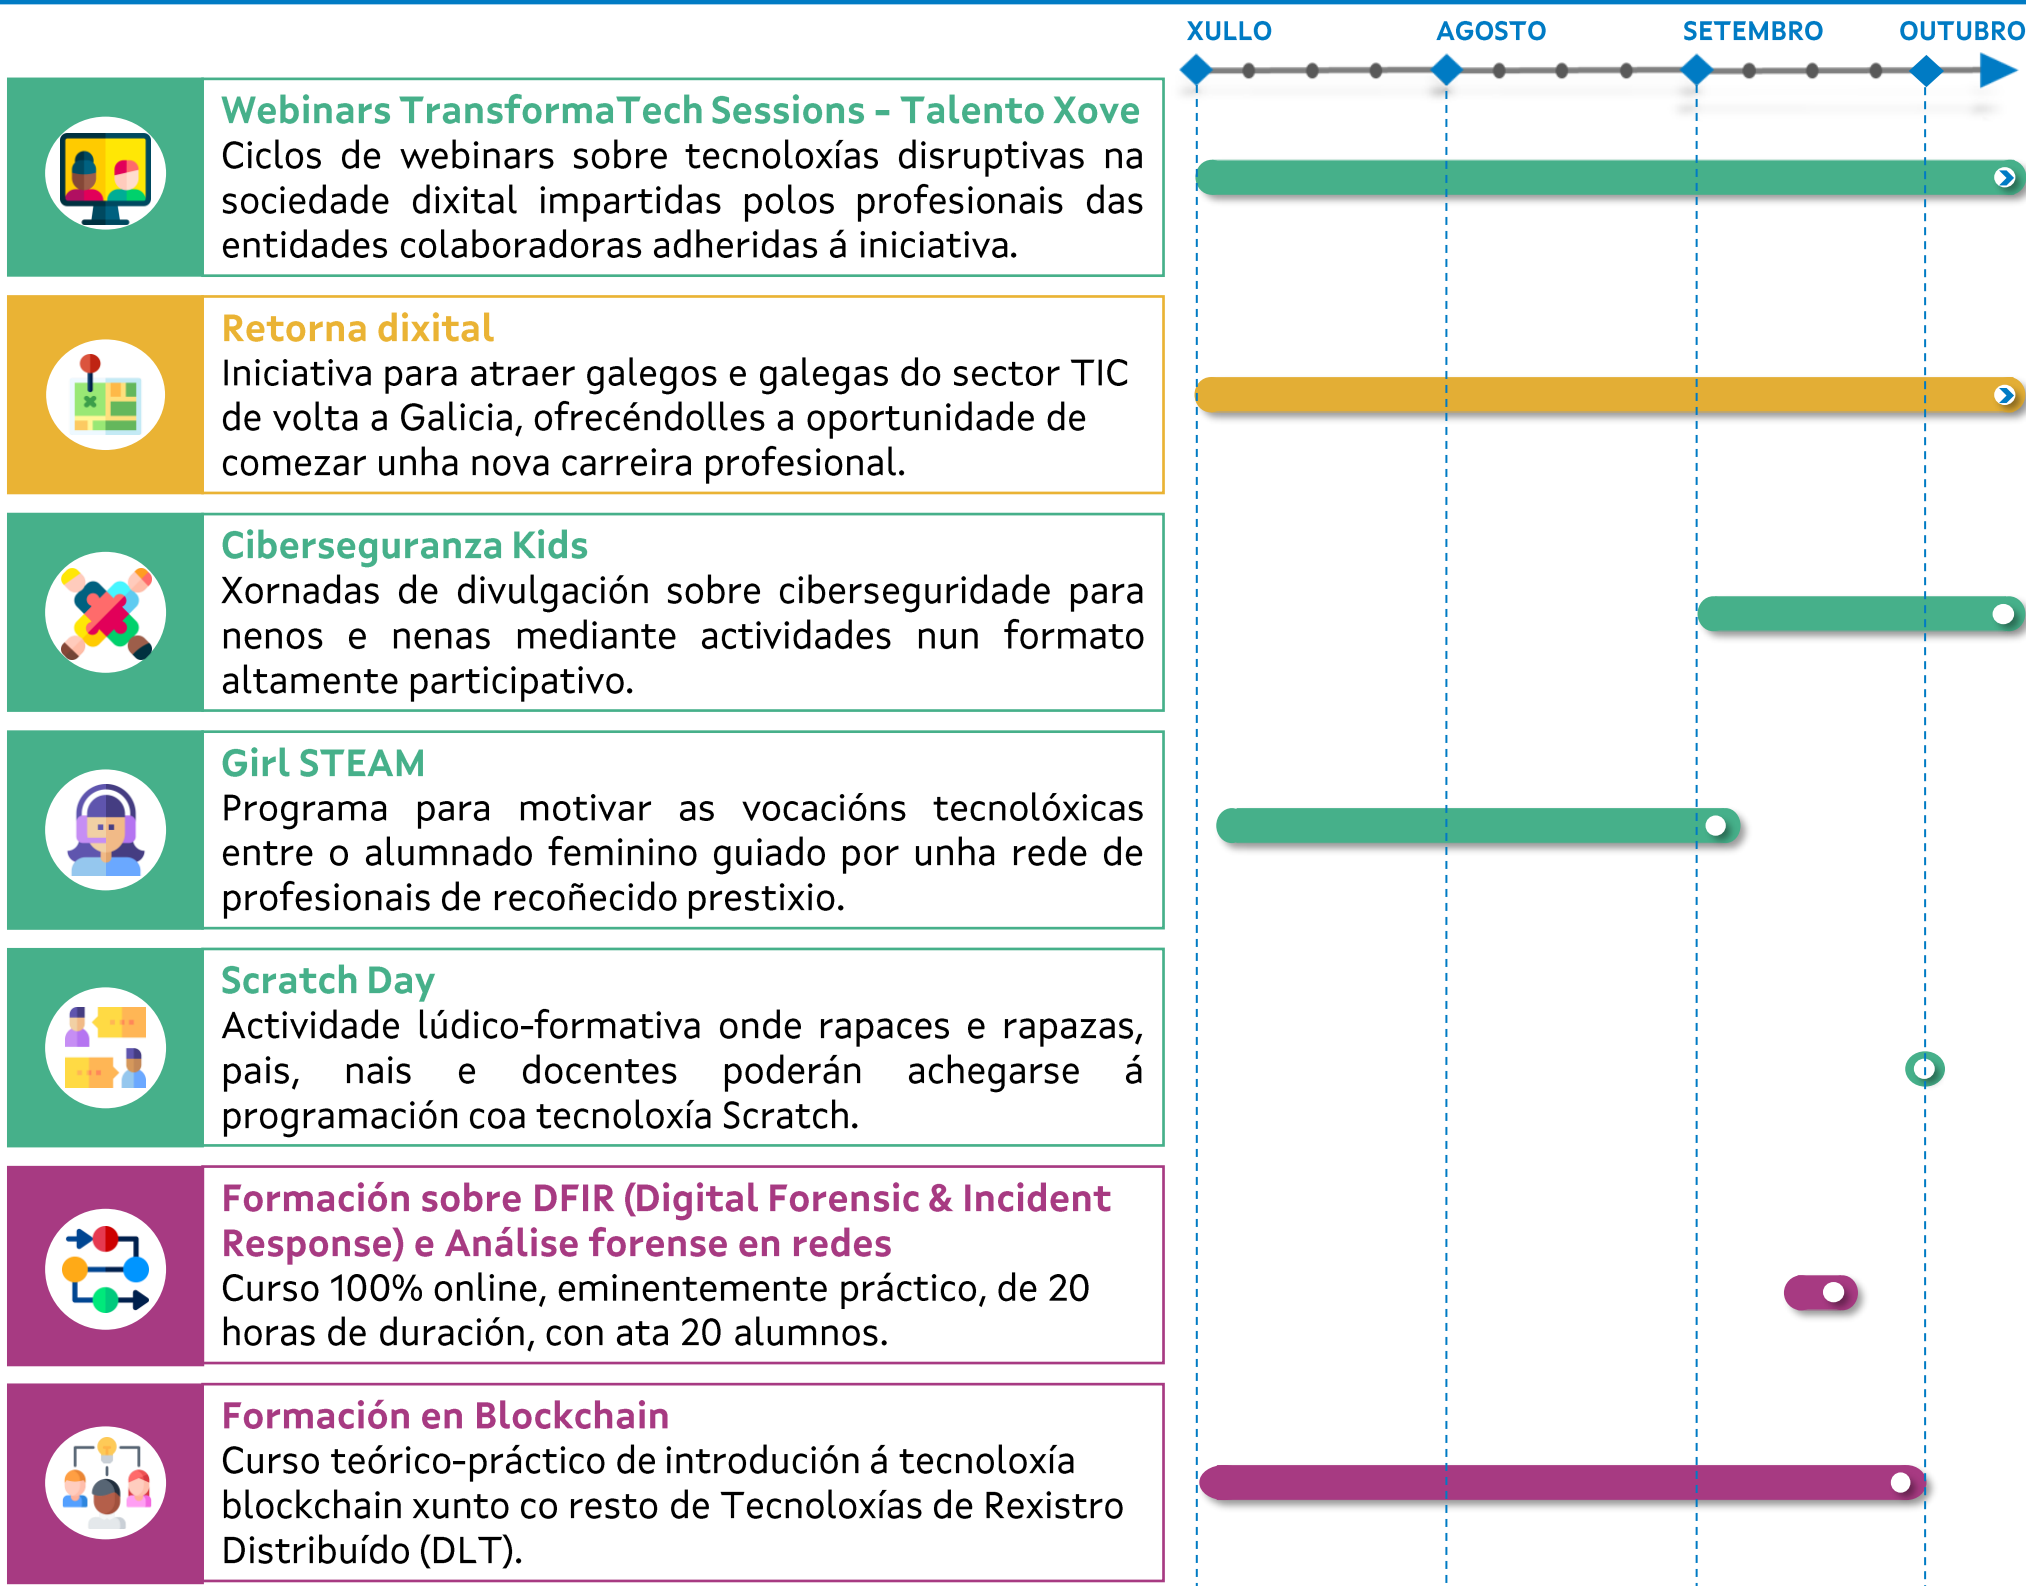 XULLO AGOSTO SETEMBRO OUTUBRO
Webinars TransformaTech Sessions - Talento Xove
Ciclos de webinars sobre tecnoloxías disruptivas na
sociedade dixital impartidas polos profesionais das
entidades colaboradoras adheridas á iniciativa.
Retorna dixital
Iniciativa para atraer galegos e galegas do sector TIC
de volta a Galicia, ofrecéndolles a oportunidade de
comezar unha nova carreira profesional.
Ciberseguranza Kids
Xornadas de divulgación sobre ciberseguridade para
nenos e nenas mediante actividades nun formato
altamente participativo.
Girl STEAM
Programa para motivar as vocacións tecnolóxicas
entre o alumnado feminino guiado por unha rede de
profesionais de recoñecido prestixio.
Scratch Day
Actividade lúdico-formativa onde rapaces e rapazas,
pais, nais e docentes poderán achegarse á
programación coa tecnoloxía Scratch.
Formación sobre DFIR (Digital Forensic & Incident
Response) e Análise forense en redes
Curso 100% online, eminentemente práctico, de 20
horas de duración, con ata 20 alumnos.
Formación en Blockchain
Curso teórico-práctico de introdución á tecnoloxía
blockchain xunto co resto de Tecnoloxías de Rexistro
Distribuído (DLT).